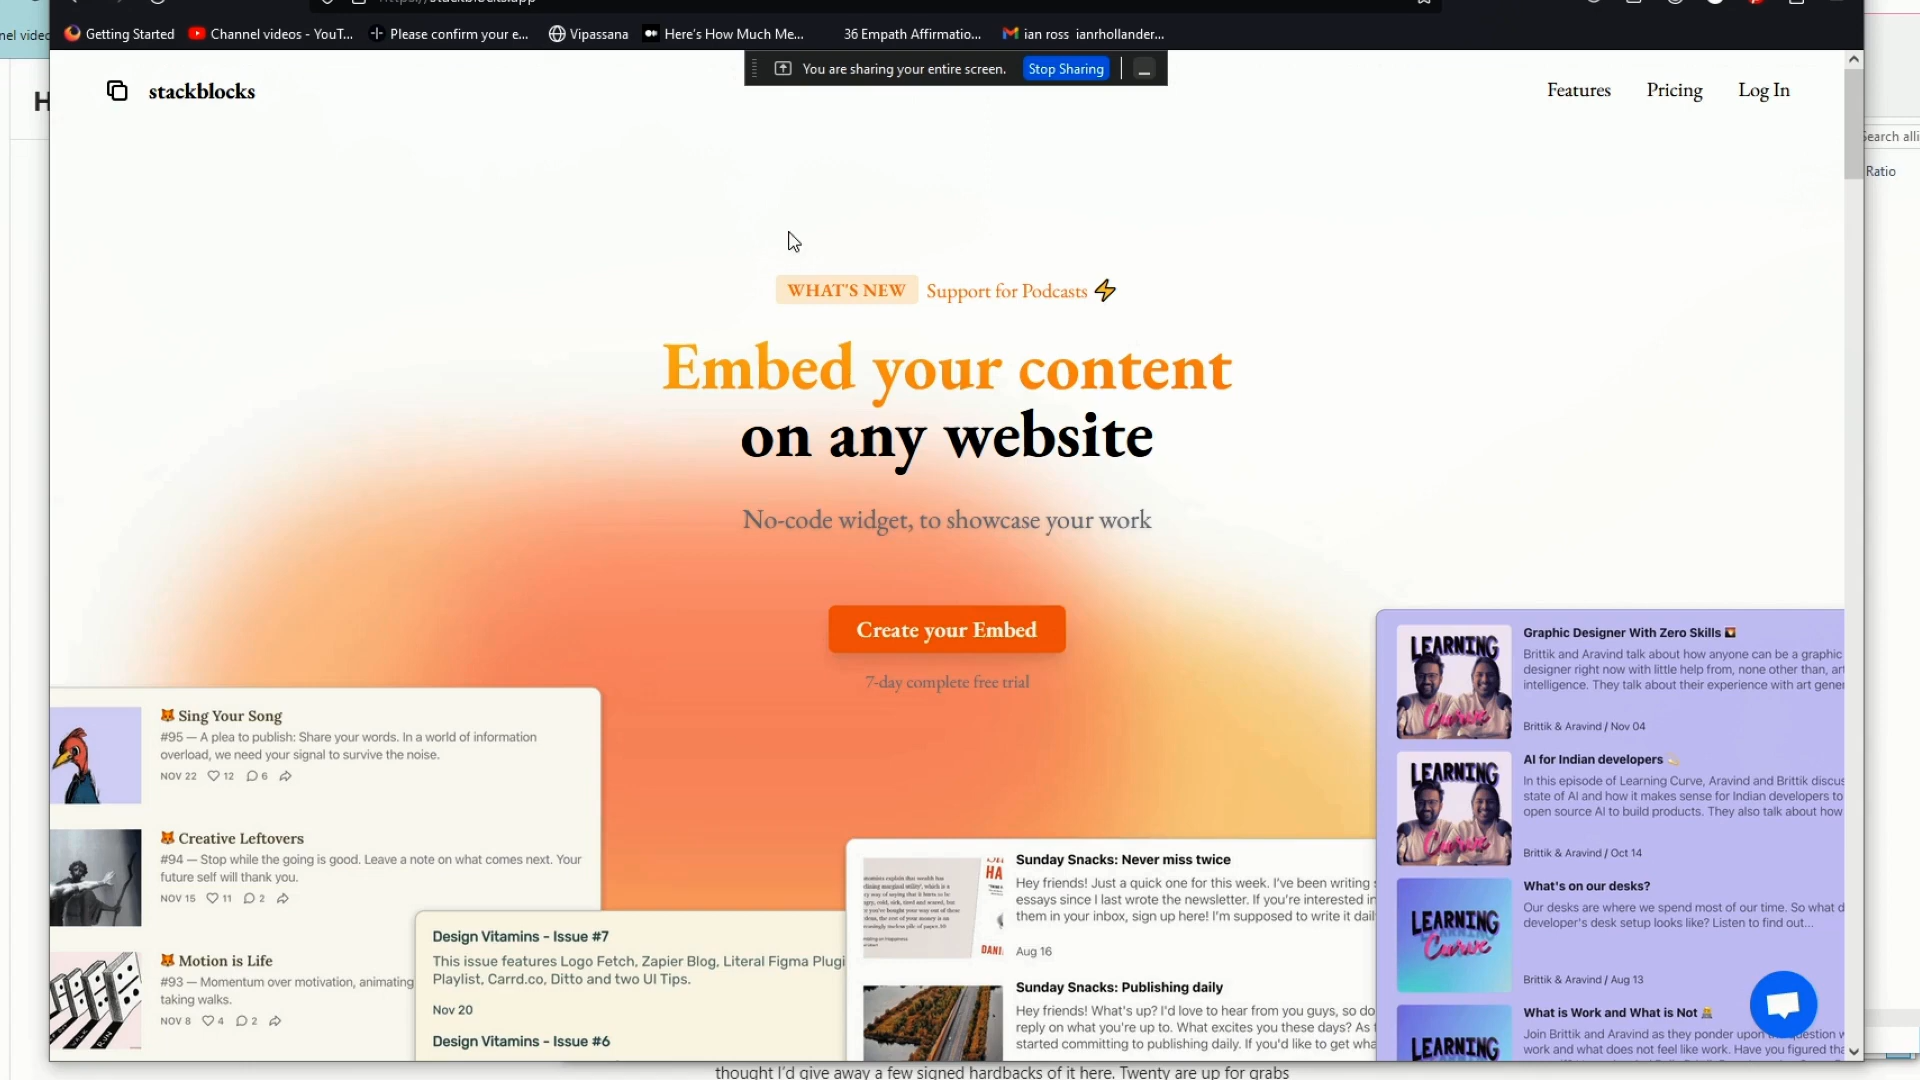 Getting Started
Channel videos - YouT...
Please confirm your e...
Vipassana
Here's How Much Me...
36 Empath Affirmatio...
ian ross ianrhollander...
You are sharing your entire screen.
Stop Sharing
stackblocks
Features
Pricing
Log In
Ratio
WHAT'S NEW
Support for Podcasts
Embed your content
on any website
No-code widget, to showcase your work
Create your Embed
7-day complete free trial
Sing Your Song
#95 — A plea to publish: Share your words. In a world of information
overload, we need your signal to survive the noise.
NOV 22 12 6
Creative Leftovers
#94 — Stop while the going is good. Leave a note on what comes next. Your
future self will thank you.
NOV 15 11 2
Motion is Life
#93 — Momentum over motivation, animating
taking walks.
NOV 8 4 2
Design Vitamins - Issue #7
This issue features Logo Fetch, Zapier Blog, Literal Figma Plugi
Playlist, Carrd.co, Ditto and two UI Tips.
Nov 20
Design Vitamins - Issue #6
Sunday Snacks: Never miss twice
Hey friends! Just a quick one for this week. I've been writing
essays since I last wrote the newsletter. If you're interested in
them in your inbox, sign up here! I'm supposed to write it dail
Aug 16
Sunday Snacks: Publishing daily
Hey friends! What's up? I'd love to hear from you guys, so do
reply on what you're up to. What excites you these days? As
started committing to publishing daily. If you'd like to get wha
LEARNING
Curve
Graphic Designer With Zero Skills
Brittik and Aravind talk about how anyone can be a graphic
designer right now with little help from, none other than, art
intelligence. They talk about their experience with art gener
Brittik & Aravind / Nov 04
LEARNING
Curve
AI for Indian developers
In this episode of Learning Curve, Aravind and Brittik discus
state of AI and how it makes sense for Indian developers to
open source AI to build products. They also talk about how
Brittik & Aravind / Oct 14
LEARNING
Curve
What's on our desks?
Our desks are where we spend most of our time. So what d
developer's desk setup looks like? Listen to find out...
Brittik & Aravind / Aug 13
LEARNING
What is Work and What is Not
Join Brittik and Aravind as they ponder upon
work and what does not feel like work. Have you figured tha
thought I'd give away a few signed hardbacks of it here. Twenty are up for grabs